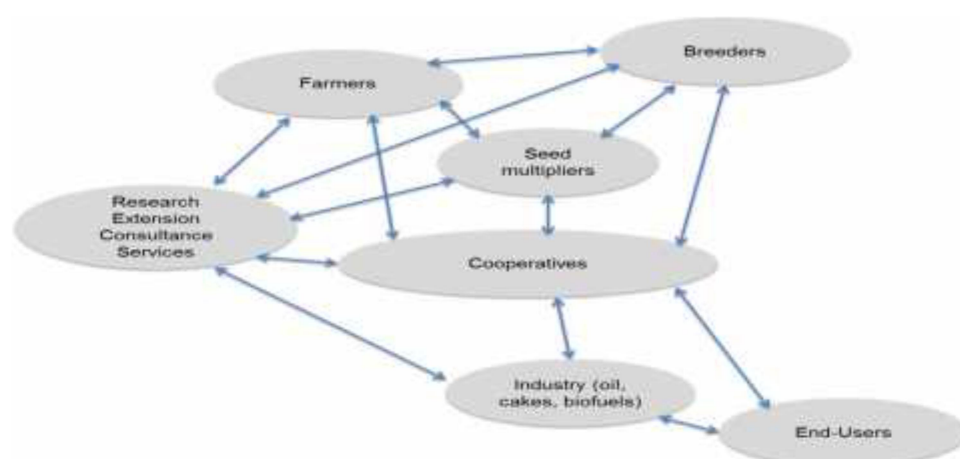 Breeders
Farmers
Seed
multipliers
Research
Extension
Consultance
Services
Cooperatives
Industry (oil,
cakes, biofuels)
End-Users